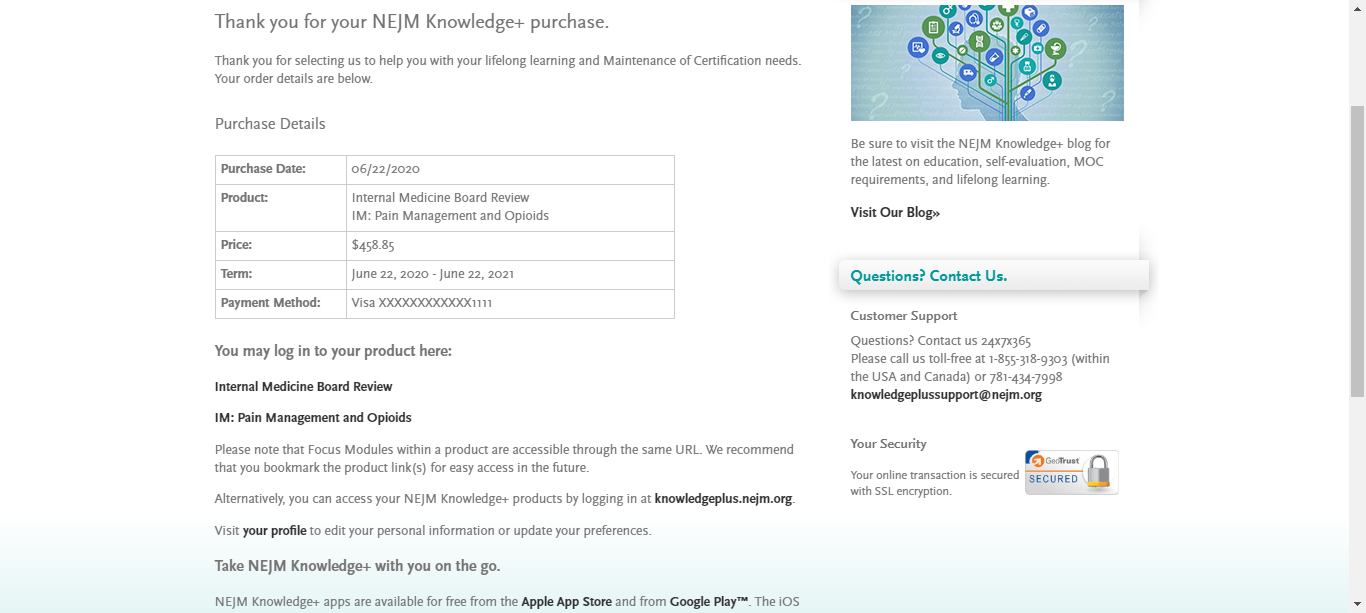 Thank you for your NEJM Knowledge+ purchase.
Thank you for selecting us to help you with your lifelong learning and Maintenance of Certification needs.
Your order details are below.
Purchase Details
Purchase Date: 06/22/2020
Product: Internal Medicine Board Review
IM: Pain Management and Opioids
Price: $458.85
Term: June 22, 2020 - June 22, 2021
Payment Method: Visa XXXXXXXXXXXX1111
You may log in to your product here:
Internal Medicine Board Review
IM: Pain Management and Opioids
Please note that Focus Modules within a product are accessible through the same URL. We recommend
that you bookmark the product link(s) for easy access in the future.
Alternatively, you can access your NEJM Knowledge+ products by logging in at knowledgeplus.nejm.org.
Visit your profile to edit your personal information or update your preferences.
Take NEJM Knowledge+ with you on the go.
NEJM Knowledge+ apps are available for free from the Apple App Store and from Google Play™. The iOS
Be sure to visit the NEJM Knowledge+ blog for
the latest on education, self-evaluation, MOC
requirements, and lifelong learning.
Visit Our Blog»
Questions? Contact Us.
Customer Support
Questions? Contact us 24x7x365
Please call us toll-free at 1-855-318-9303 (within
the USA and Canada) or 781-434-7998
knowledgeplussupport@nejm.org
Your Security
Your online transaction is secured
with SSL encryption.
GeoTrust
SECURED